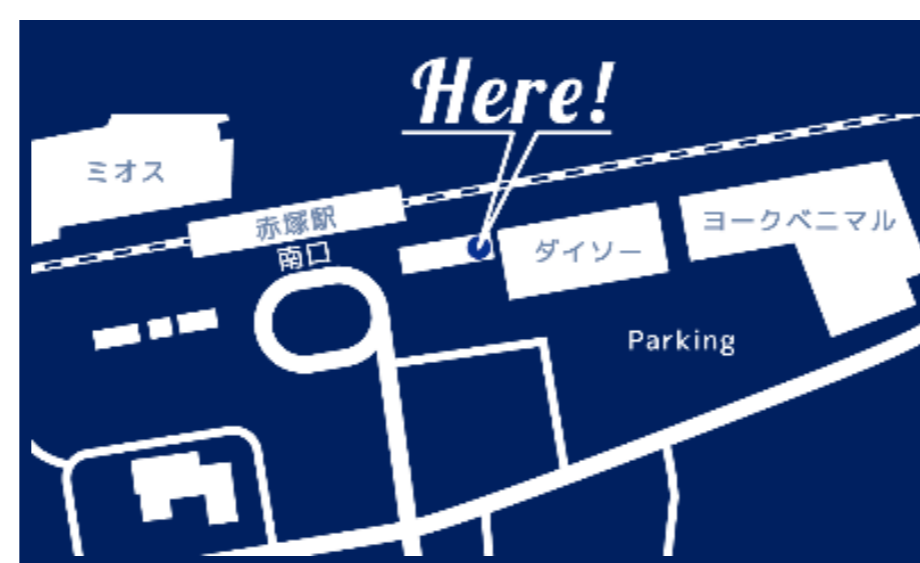 Here!
ミオス
赤塚駅
南口
ダイソー
ヨークベニマル
Parking